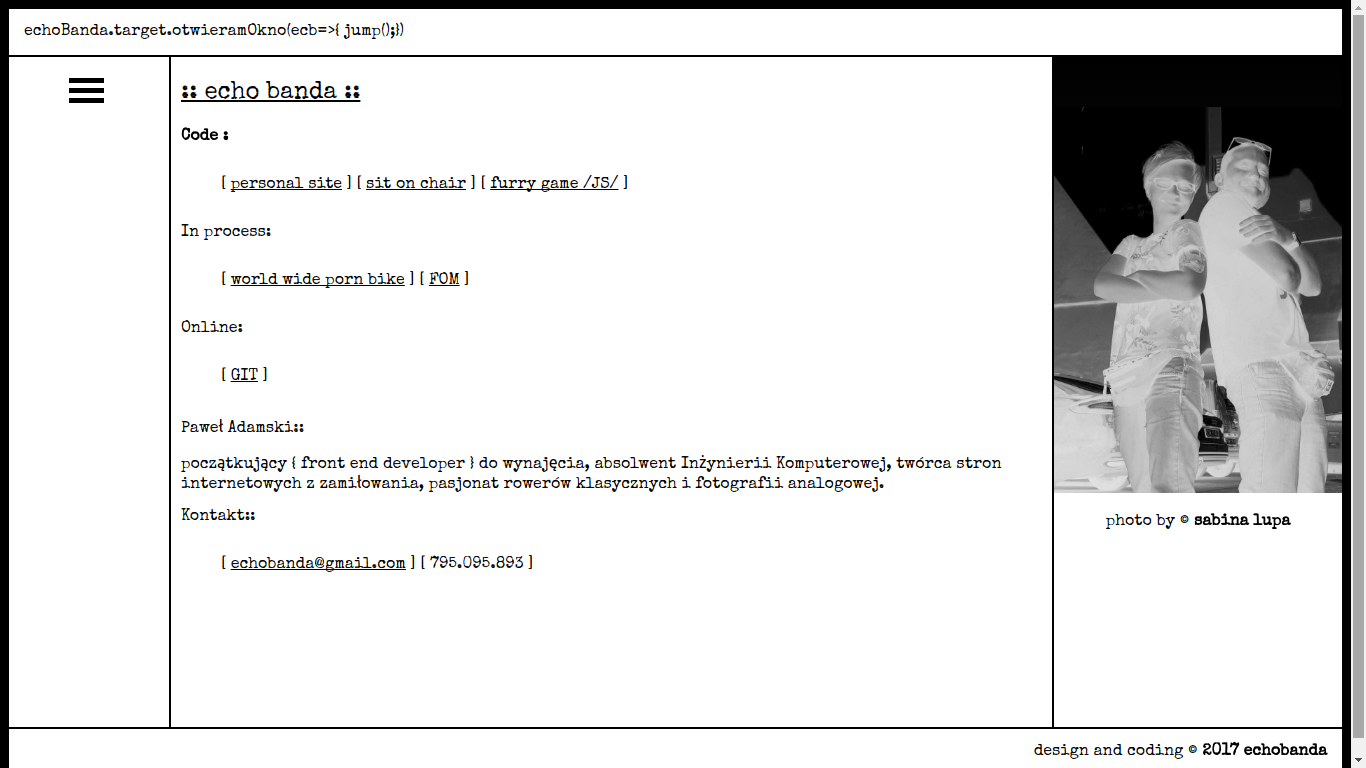 echoBanda.target.otwieramOkno(ecb=>{ jump();})
:: echo banda ::
Code :
[ personal site ] [ sit on chair ] [ furry game /JS/ ]
In process:
[ world wide porn bike ] [ FOM ]
Online:
[ GIT ]
Paweł Adamski::
początkujący { front end developer } do wynajęcia, absolwent Inżynierii Komputerowej, twórca stron
internetowych z zamiłowania, pasjonat rowerów klasycznych i fotografii analogowej.
Kontakt::
[ echobanda@gmail.com ] [ 795.095.893 ]
photo by © sabina lupa
design and coding © 2017 echobanda